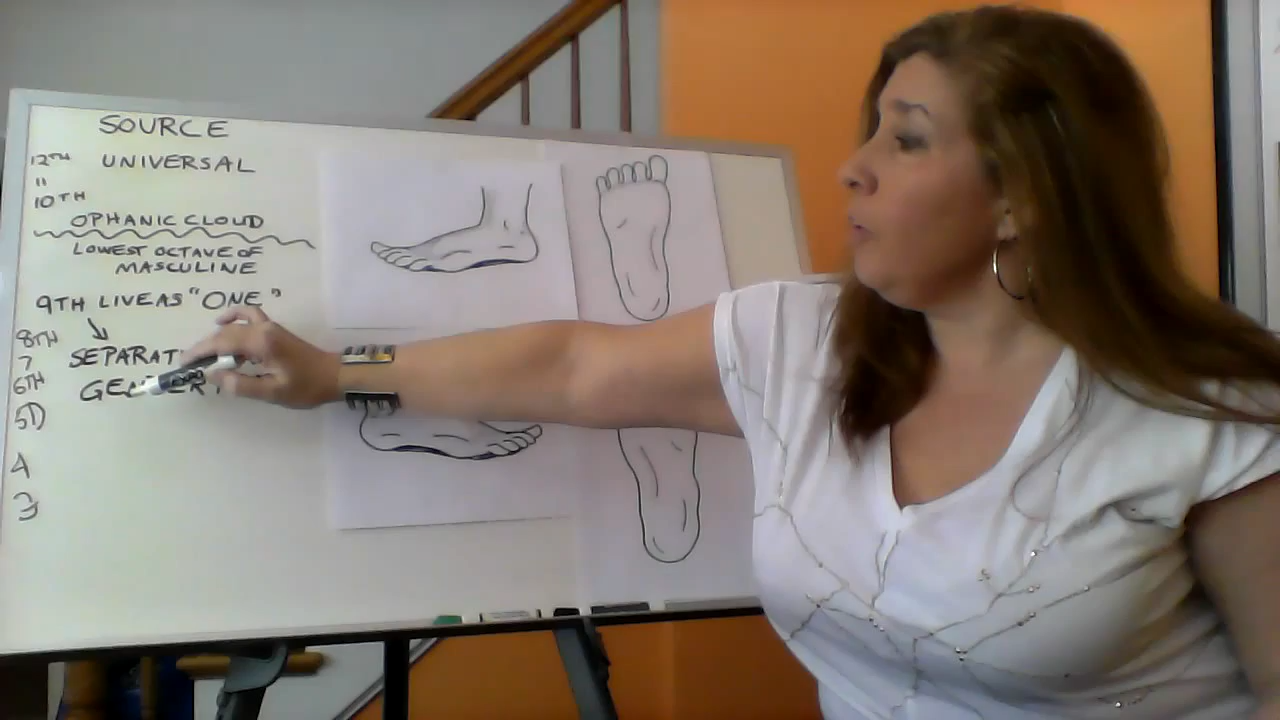 SOURCE
12TH UNIVERSAL
"
10TH
OPHANIC CLOUD
LOWEST OCTAVE OF
MASCULINE
9TH LIVE AS "ONE"
8TH
7
6TH
5D
4
3